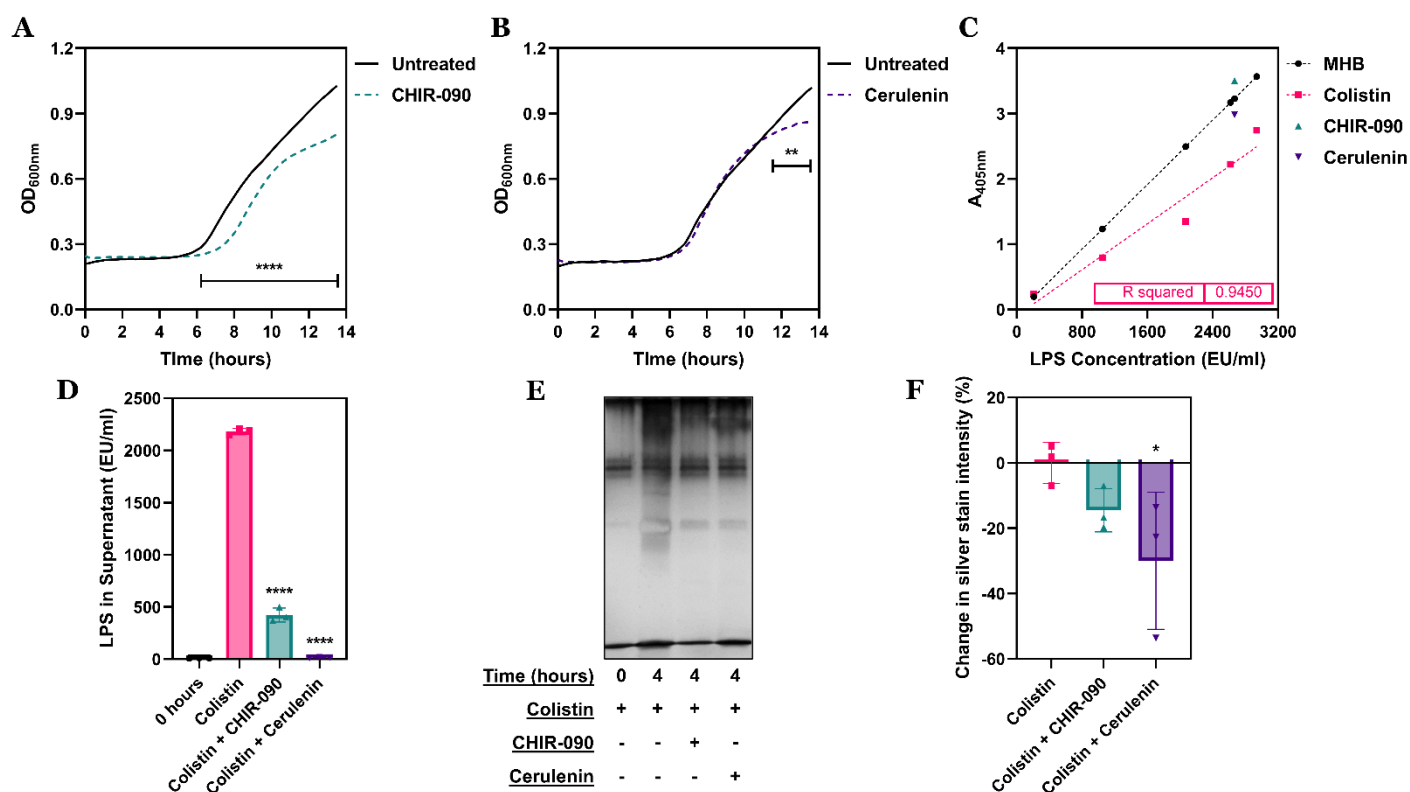 A
1.2
0.9
0.6
0.3
0.0
OD600nm
0 2 4 6 8 10 12 14
TIme (hours)
Untreated
CHIR-090
****
B
1.2
0.9
0.6
0.3
0.0
OD600nm
0 2 4 6 8 10 12 14
TIme (hours)
Untreated
Cerulenin
**
C
4
3
2
1
0
A405nm
0 800 1600 2400 3200
LPS Concentration (EU/ml)
MHB
Colistin
CHIR-090
Cerulenin
R squared 0.9450
D
2500
2000
1500
1000
500
0
LPS in Supernatant (EU/ml)
****
****
0 hours
Colistin
Colistin + CHIR-090
Colistin + Cerulenin
E
Time (hours) 0 4 4 4
Colistin + + + +
CHIR-090 - - + -
Cerulenin - - - +
F
20
0
-20
-40
-60
Change in silver stain intensity (%)
*
Colistin
Colistin + CHIR-090
Colistin + Cerulenin